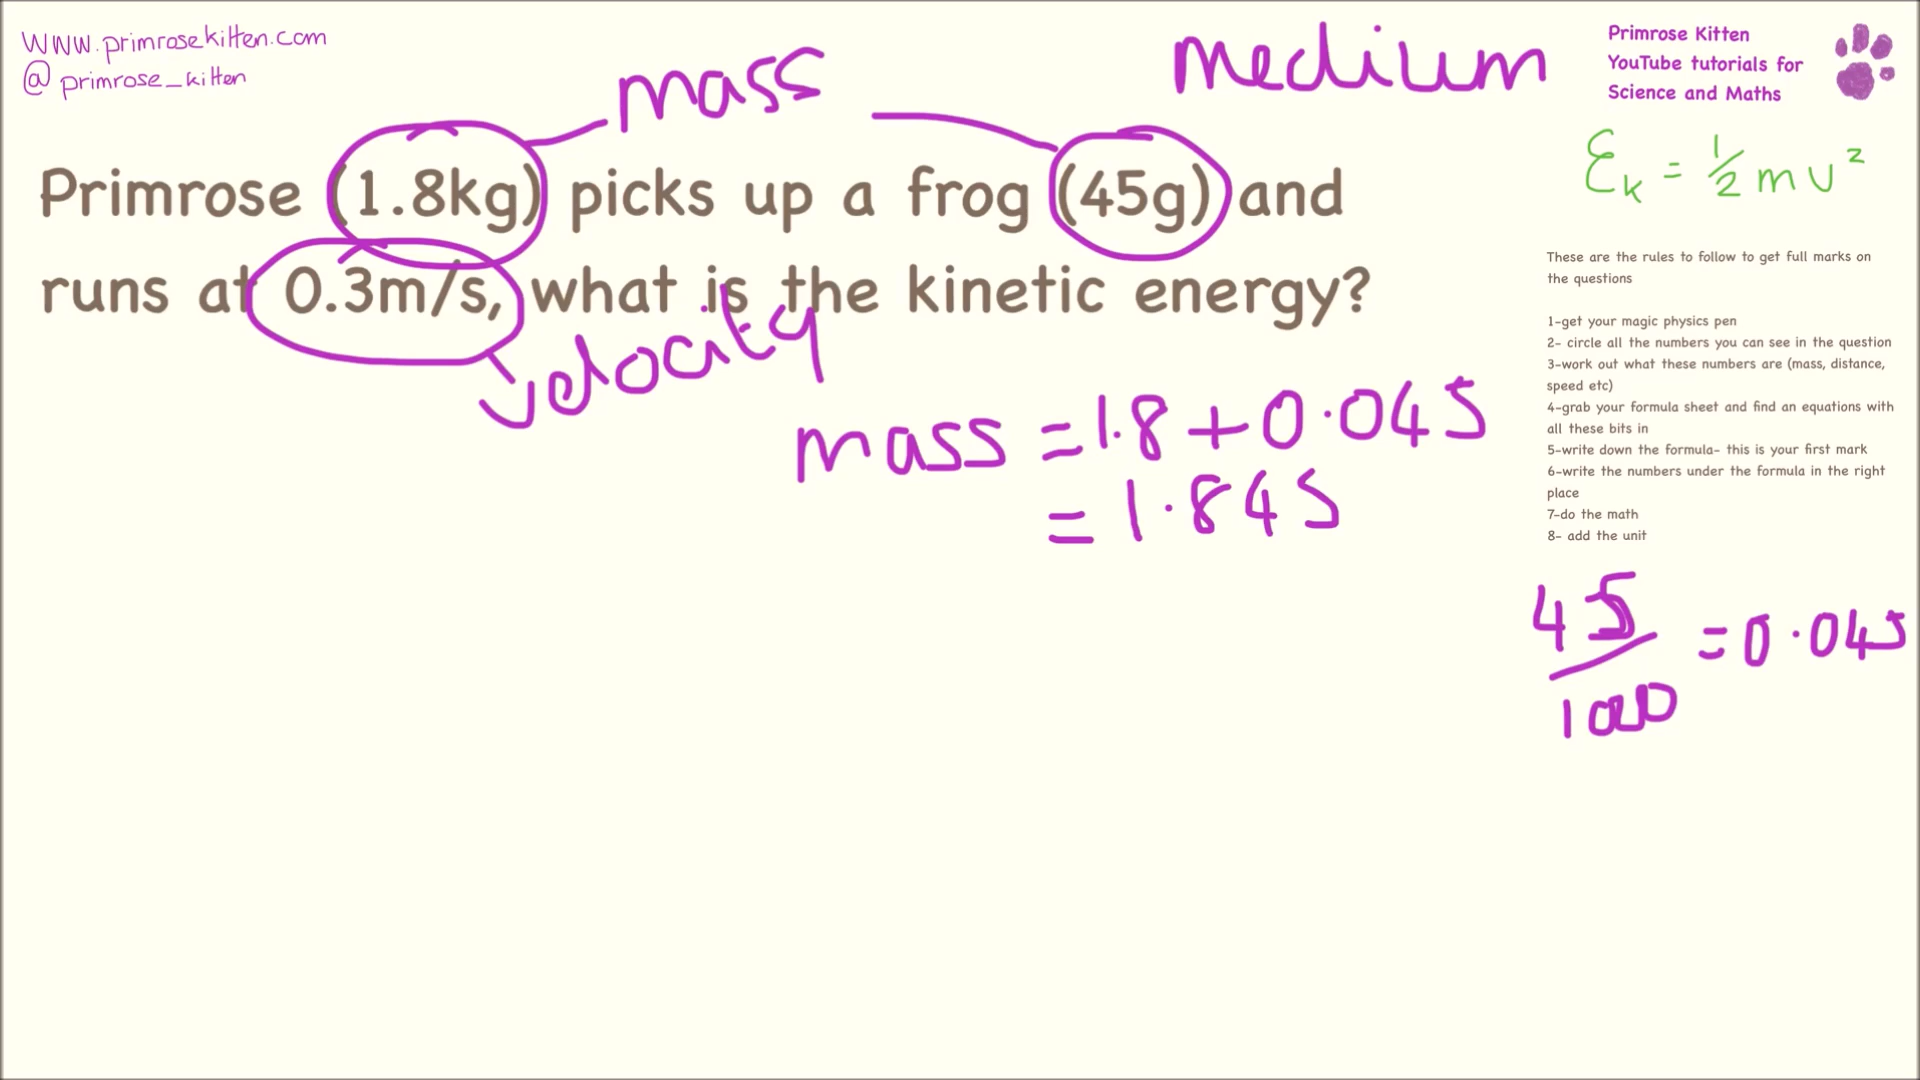 www.primrosekitten.com
@primrose_kitten
mass
medium
Primrose Kitten
YouTube tutorials for
Science and Maths
Primrose (1.8kg) picks up a frog (45g) and
runs at 0.3m/s, what is the kinetic energy?
velocity
mass = 1.8 + 0.045
= 1.845
Ek = 1/2 mv²
These are the rules to follow to get full marks on
the questions
1-get your magic physics pen
2- circle all the numbers you can see in the question
3-work out what these numbers are (mass, distance,
speed etc)
4-grab your formula sheet and find an equations with
all these bits in
5-write down the formula- this is your first mark
6-write the numbers under the formula in the right
place
7-do the math
8- add the unit
45/1000 = 0.045